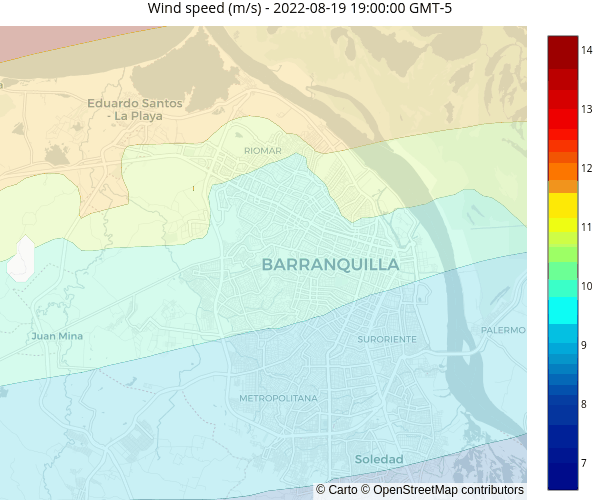 Wind speed (m/s) - 2022-08-19 19:00:00 GMT-5
Eduardo Santos
- La Playa
RIOMAR
BARRANQUILLA
Juan Mina
SURORIENTE
PALERMO
METROPOLITANA
Soledad
© Carto © OpenStreetMap contributors
14
13
12
11
10
9
8
7